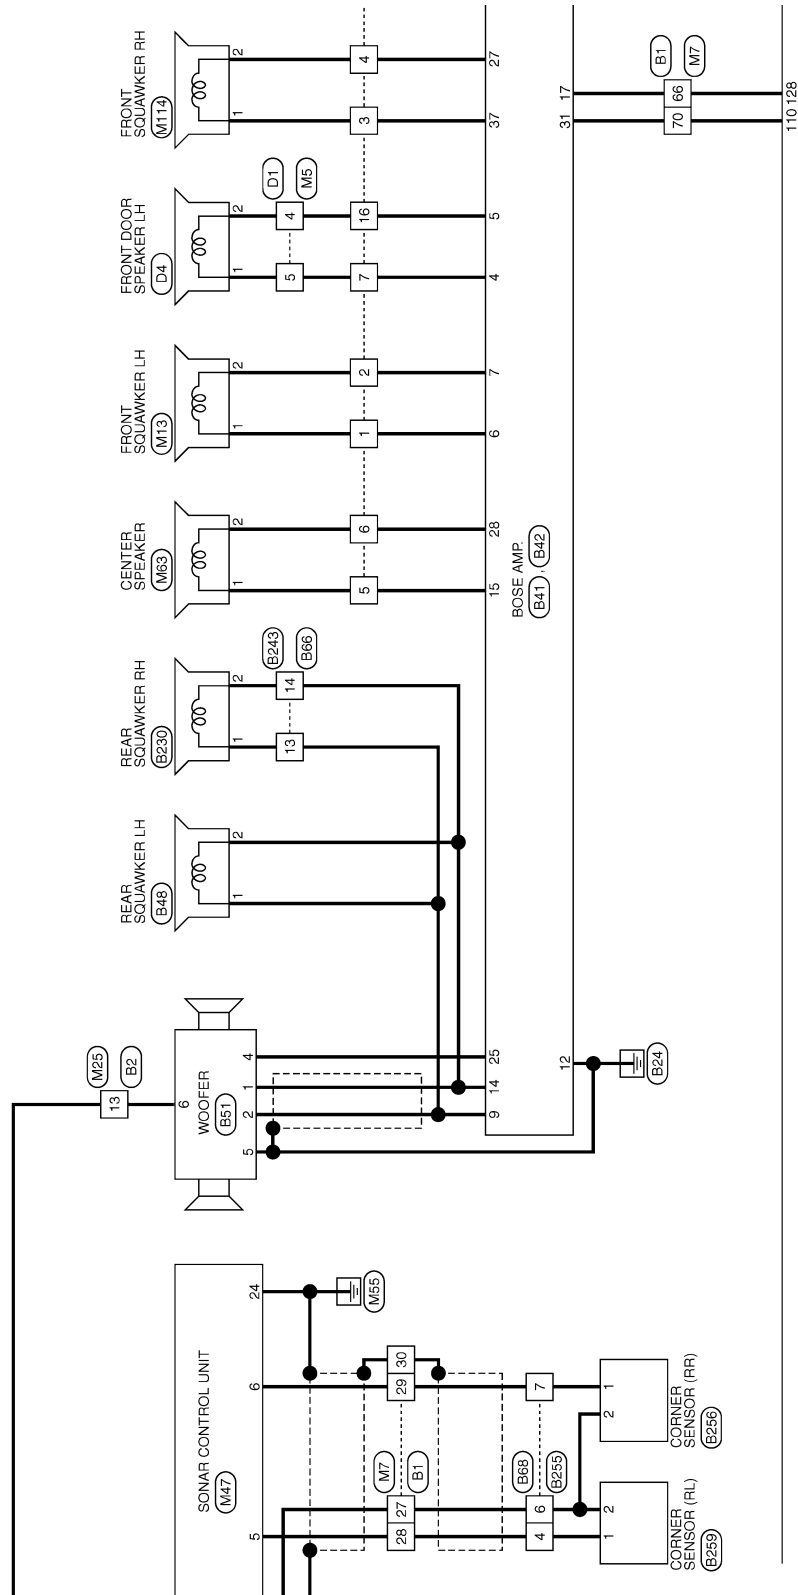 FRONT
SQUAWKER RH
M114
2
1
4
3
27
37
17
31
B1
M7
66
70
128
110
FRONT DOOR
SPEAKER LH
D4
2
1
D1
M5
4
5
16
7
5
4
FRONT
SQUAWKER LH
M13
2
1
2
1
7
6
CENTER
SPEAKER
M63
2
1
6
5
28
15
BOSE AMP.
B41 , B42
REAR
SQUAWKER RH
B230
2
1
B243
B66
14
13
REAR
SQUAWKER LH
B48
2
1
M25
B2
13
6
WOOFER
B51
4
1
2
5
25
14
9
12
B24
SONAR CONTROL UNIT
M47
24
6
5
M55
30
29
M7
B1
27
28
7
B68
B255
6
4
1
2
CORNER
SENSOR (RR)
B256
2
1
CORNER
SENSOR (RL)
B259